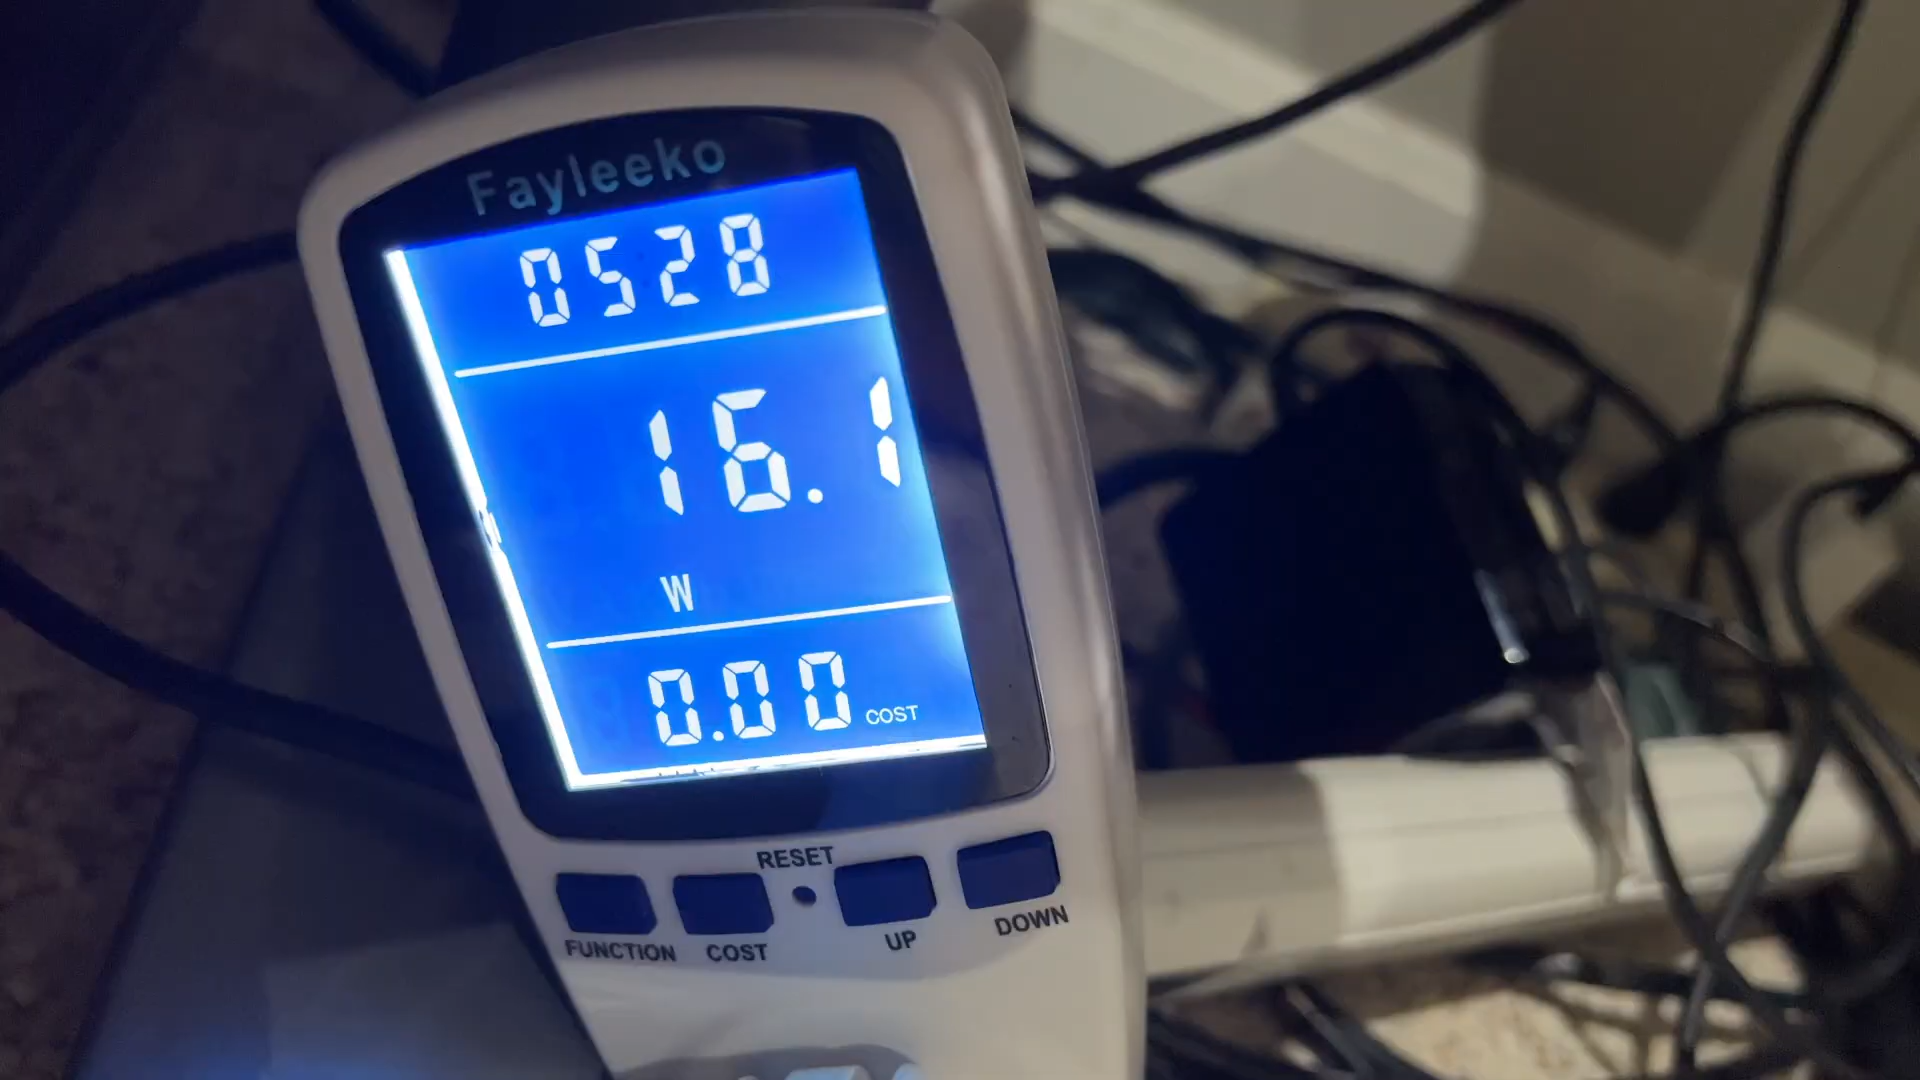 Fayleeko
0528
16.1
W
0.00 COST
RESET
FUNCTION COST UP DOWN